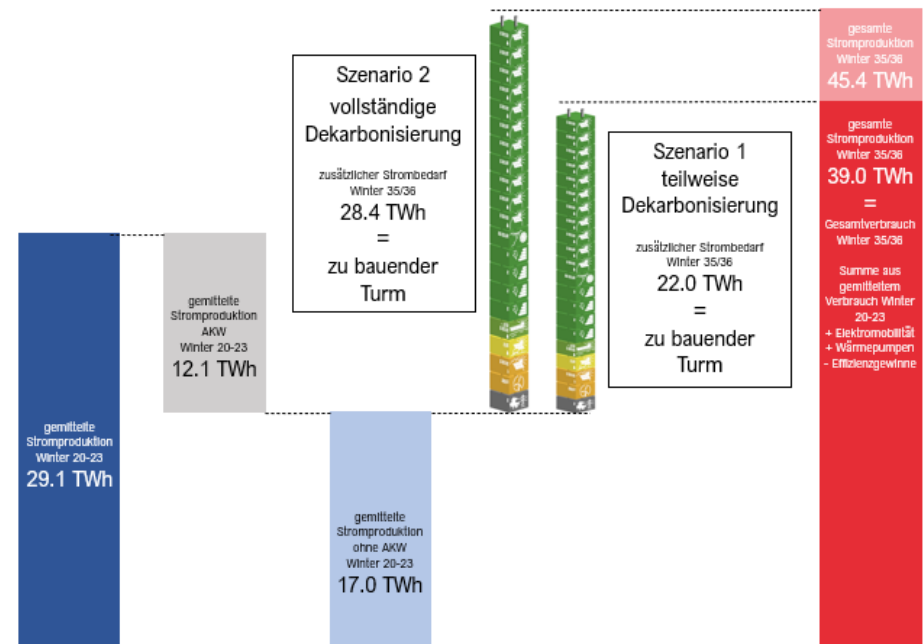 gemittelte
Stromproduktion
Winter 20-23
29.1 TWh
gemittelte
Stromproduktion
AKW
Winter 20-23
12.1 TWh
gemittelte
Stromproduktion
ohne AKW
Winter 20-23
17.0 TWh
Szenario 2
vollständige
Dekarbonisierung
zusätzlicher Strombedarf
Winter 35/36
28.4 TWh
=
zu bauender
Turm
Szenario 1
teilweise
Dekarbonisierung
zusätzlicher Strombedarf
Winter 35/36
22.0 TWh
=
zu bauender
Turm
gesamte
Stromproduktion
Winter 35/36
45.4 TWh
gesamte
Stromproduktion
Winter 35/36
39.0 TWh
=
Gesamtverbrauch
Winter 35/36
Summe aus
gemitteltem
Verbrauch Winter
20-23
+ Elektromobilität
+ Wärmepumpen
- Effizienzgewinne